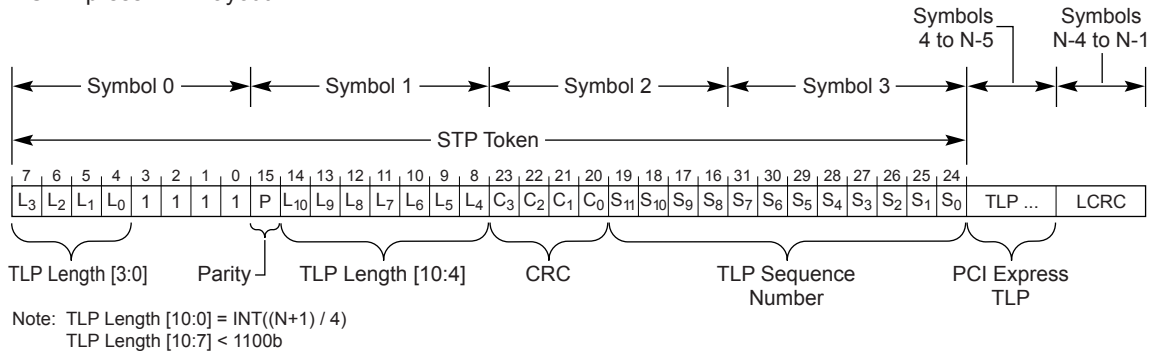 Symbols 4 to N-5
Symbols N-4 to N-1
Symbol 0
Symbol 1
Symbol 2
Symbol 3
STP Token
7 6 5 4 3 2 1 0 15 14 13 12 11 10 9 8 23 22 21 20 19 18 17 16 31 30 29 28 27 26 25 24
L3 L2 L1 L0 1 1 1 1 P L10 L9 L8 L7 L6 L5 L4 C3 C2 C1 C0 S11 S10 S9 S8 S7 S6 S5 S4 S3 S2 S1 S0 TLP ... LCRC
TLP Length [3:0]
Parity
TLP Length [10:4]
CRC
TLP Sequence Number
PCI Express TLP
Note: TLP Length [10:0] = INT((N+1) / 4)
TLP Length [10:7] < 1100b